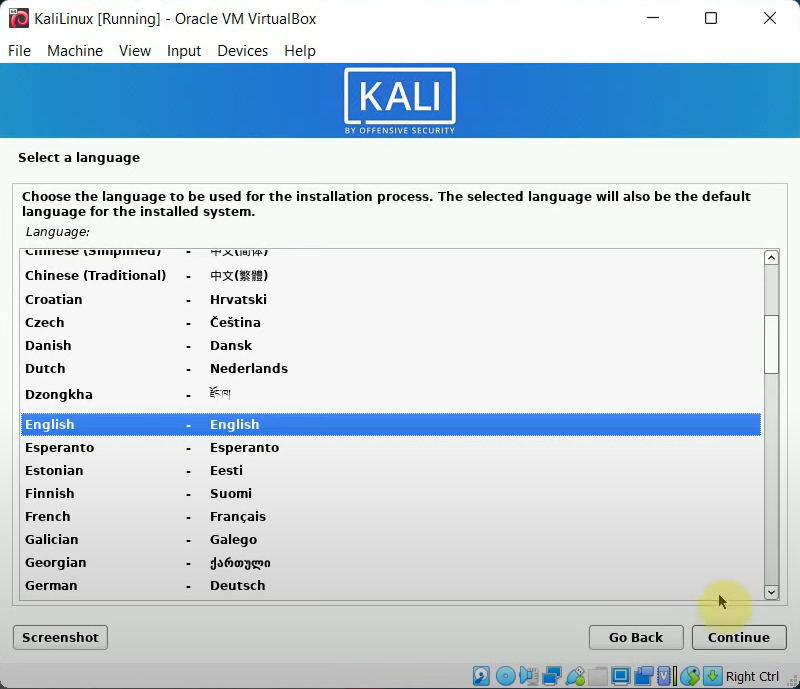 KaliLinux [Running] - Oracle VM VirtualBox
File Machine View Input Devices Help
KALI
BY OFFENSIVE SECURITY
Select a language
Choose the language to be used for the installation process. The selected language will also be the default
language for the installed system.
Language:
Chinese (Simplified) - 中文(简体)
Chinese (Traditional) - 中文(繁體)
Croatian - Hrvatski
Czech - Čeština
Danish - Dansk
Dutch - Nederlands
Dzongkha - རྫོང་ཁ།
English - English
Esperanto - Esperanto
Estonian - Eesti
Finnish - Suomi
French - Français
Galician - Galego
Georgian - ქართული
German - Deutsch
Screenshot Go Back Continue
Right Ctrl